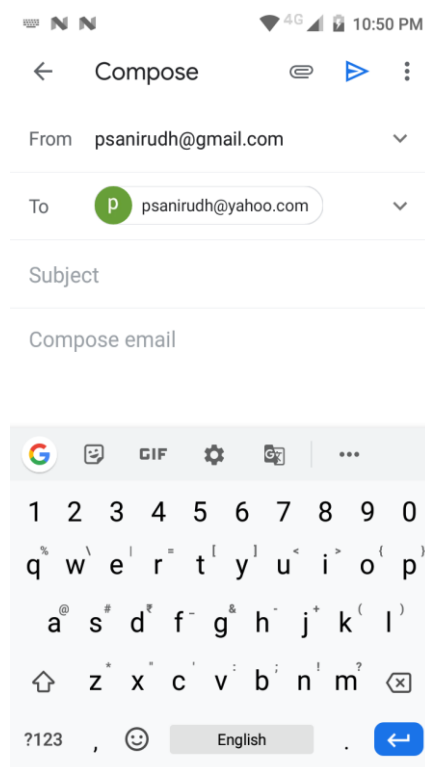 N N 4G 10:50 PM
Compose
From psanirudh@gmail.com
To p psanirudh@yahoo.com
Subject
Compose email
G GIF G ...
1 2 3 4 5 6 7 8 9 0
% \ | = [ ] < > { }
q w e r t y u i o p
@ # ₹ _ & - + ( )
a s d f g h j k l
* " ' : ; ! ?
z x c v b n m
?123 , English .